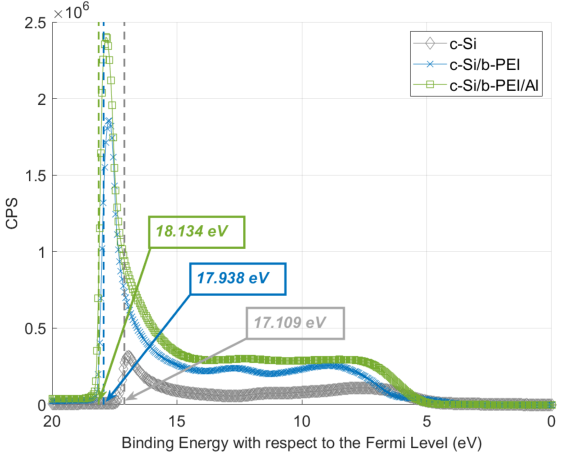 ×10⁶
2.5
2
1.5
1
0.5
0
CPS
c-Si
c-Si/b-PEI
c-Si/b-PEI/Al
18.134 eV
17.938 eV
17.109 eV
20 15 10 5 0
Binding Energy with respect to the Fermi Level (eV)